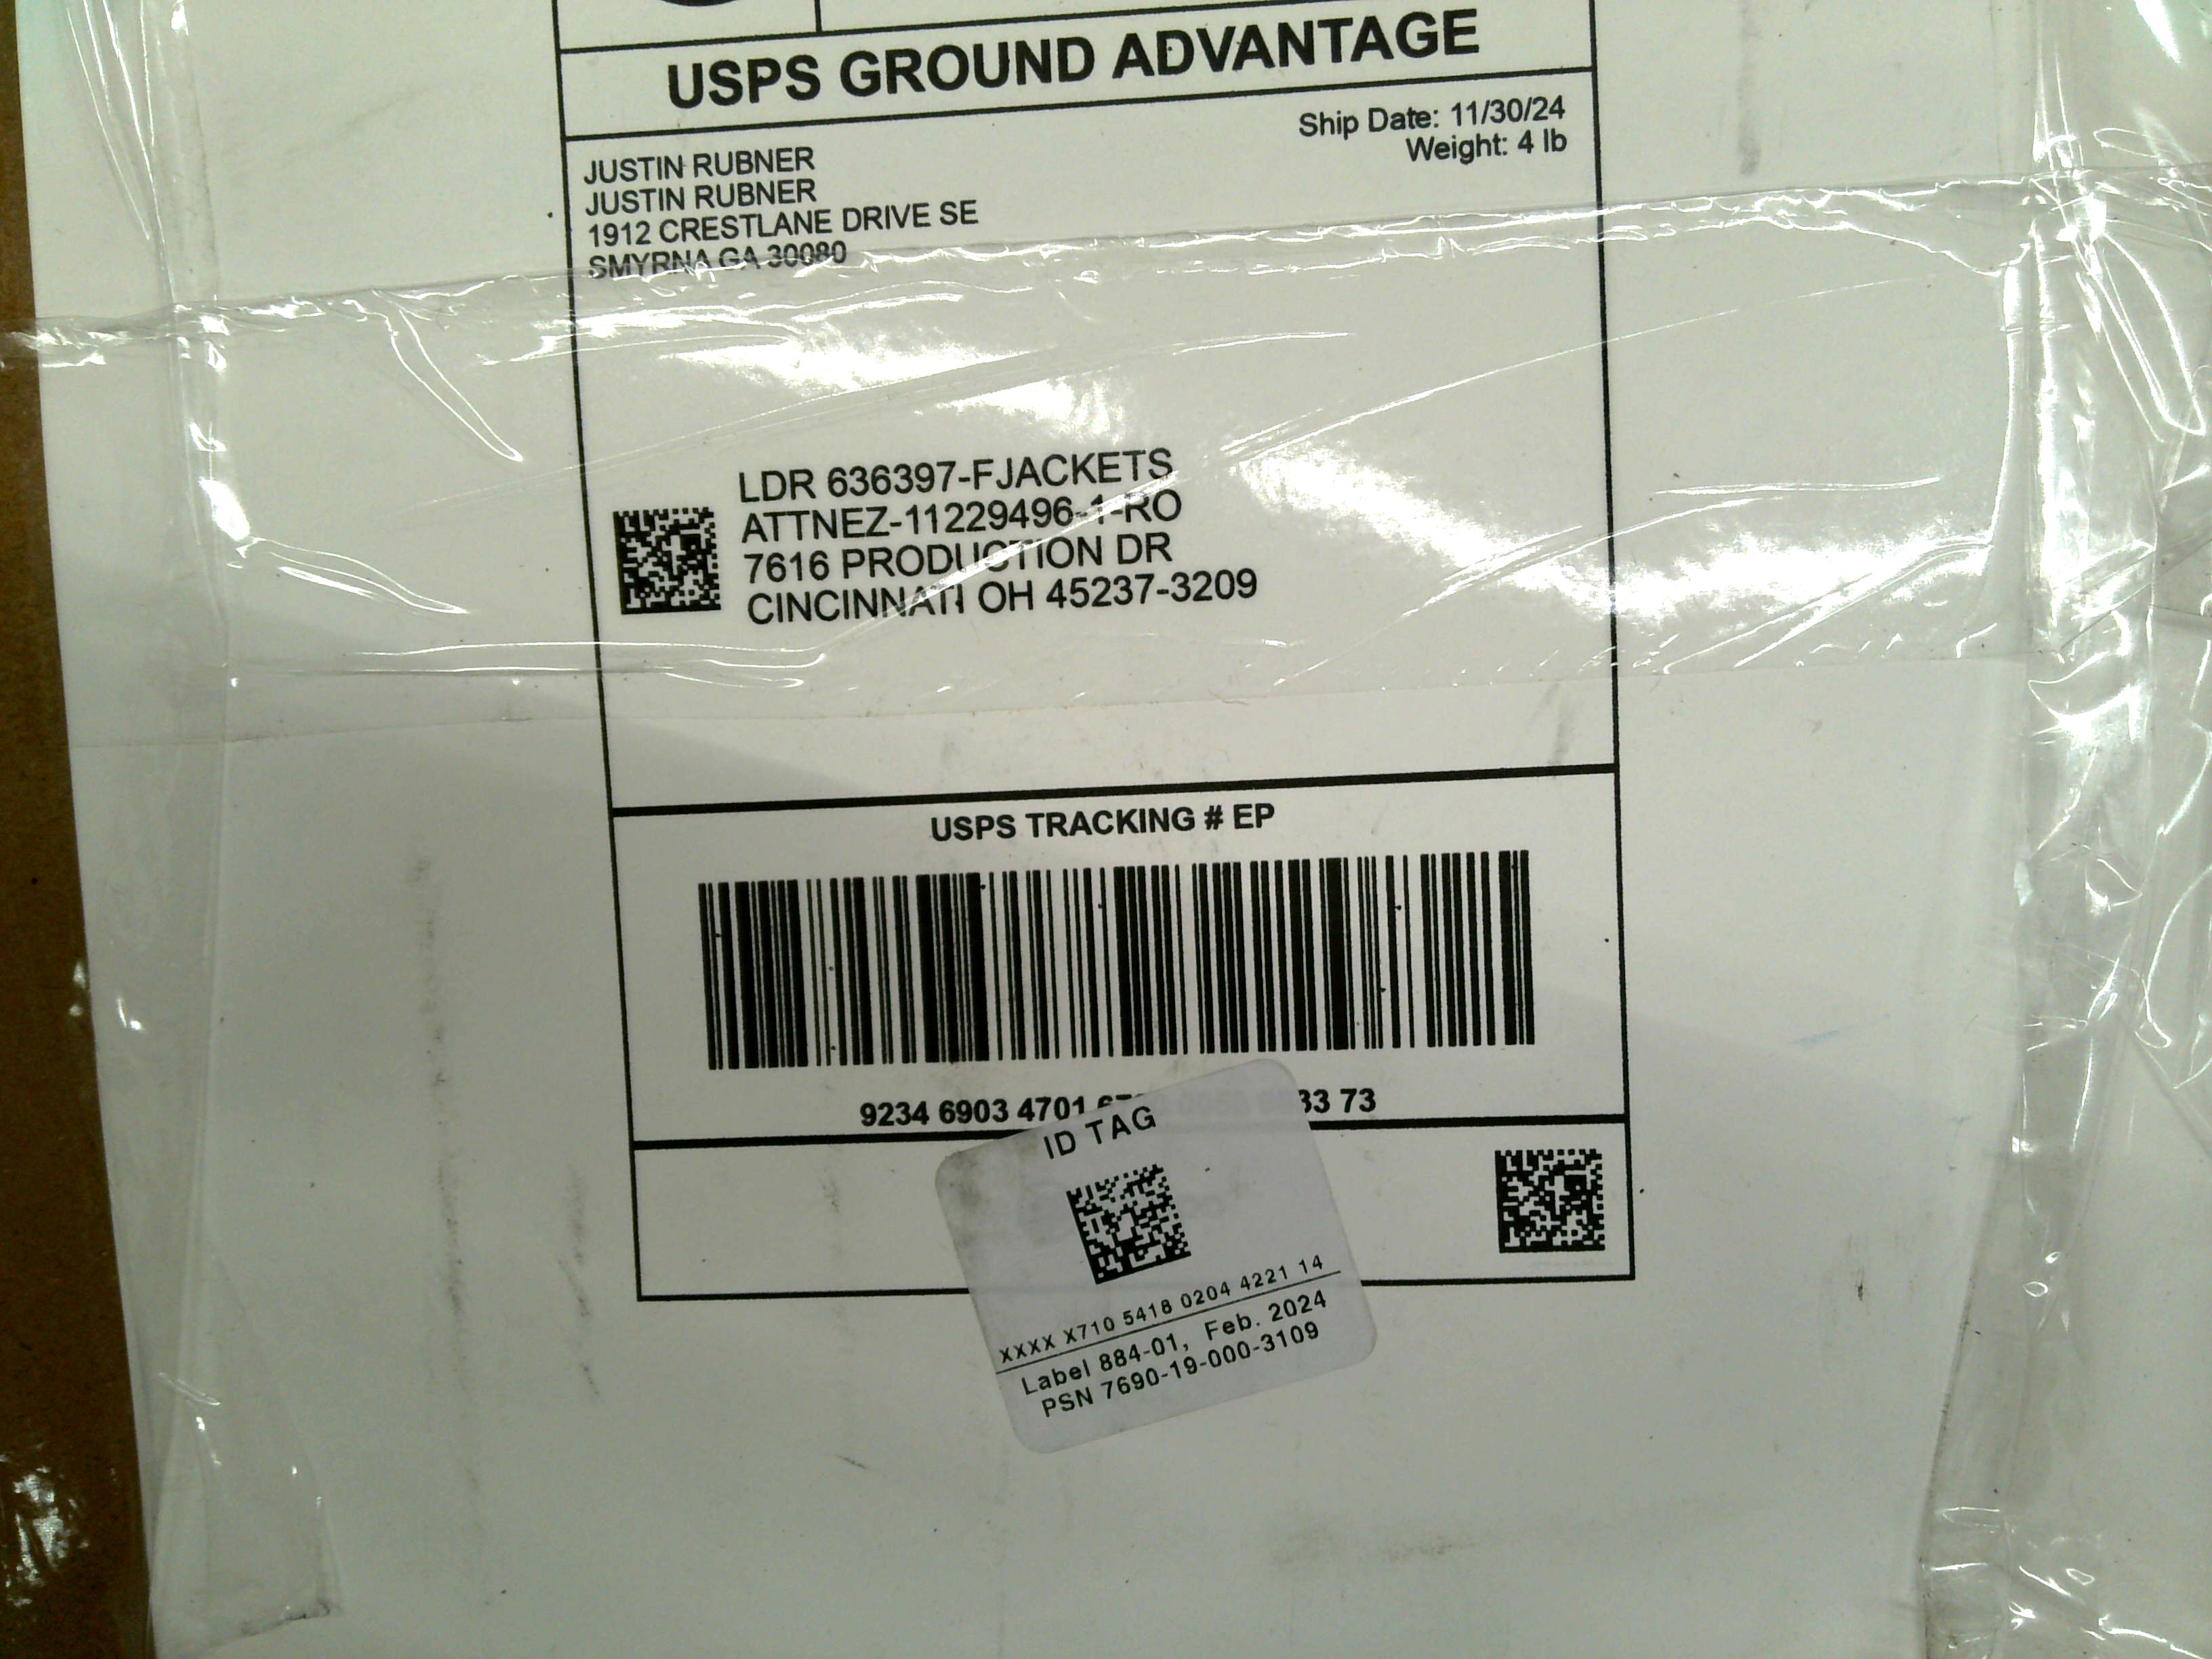 USPS GROUND ADVANTAGE
Ship Date: 11/30/24
Weight: 4 lb
JUSTIN RUBNER
JUSTIN RUBNER
1912 CRESTLANE DRIVE SE
SMYRNA GA 30080
LDR 636397-FJACKETS
ATTNEZ-11229496-1-RO
7616 PRODUCTION DR
CINCINNATI OH 45237-3209
USPS TRACKING # EP
9234 6903 4701 33 73
ID TAG
XXXX X710 5418 0204 4221 14
Label 884-01, Feb. 2024
PSN 7690-19-000-3109